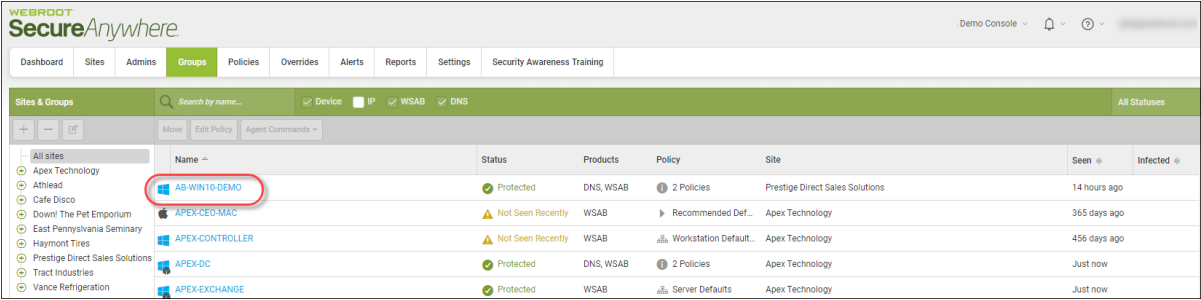 WEBROOT
SecureAnywhere
Demo Console
Dashboard Sites Admins Groups Policies Overrides Alerts Reports Settings Security Awareness Training
Sites & Groups Search by name... Device IP WSAB DNS All Statuses
Move Edit Policy Agent Commands
All sites
Apex Technology
Athlead
Cafe Disco
Down! The Pet Emporium
East Pennyslvania Seminary
Haymont Tires
Prestige Direct Sales Solutions
Tract Industries
Vance Refrigeration
Name Status Products Policy Site Seen Infected
AB-WIN10-DEMO Protected DNS, WSAB 2 Policies Prestige Direct Sales Solutions 14 hours ago
APEX-CEO-MAC Not Seen Recently WSAB Recommended Def... Apex Technology 365 days ago
APEX-CONTROLLER Not Seen Recently WSAB Workstation Default... Apex Technology 456 days ago
APEX-DC Protected DNS, WSAB 2 Policies Apex Technology Just now
APEX-EXCHANGE Protected WSAB Server Defaults Apex Technology Just now